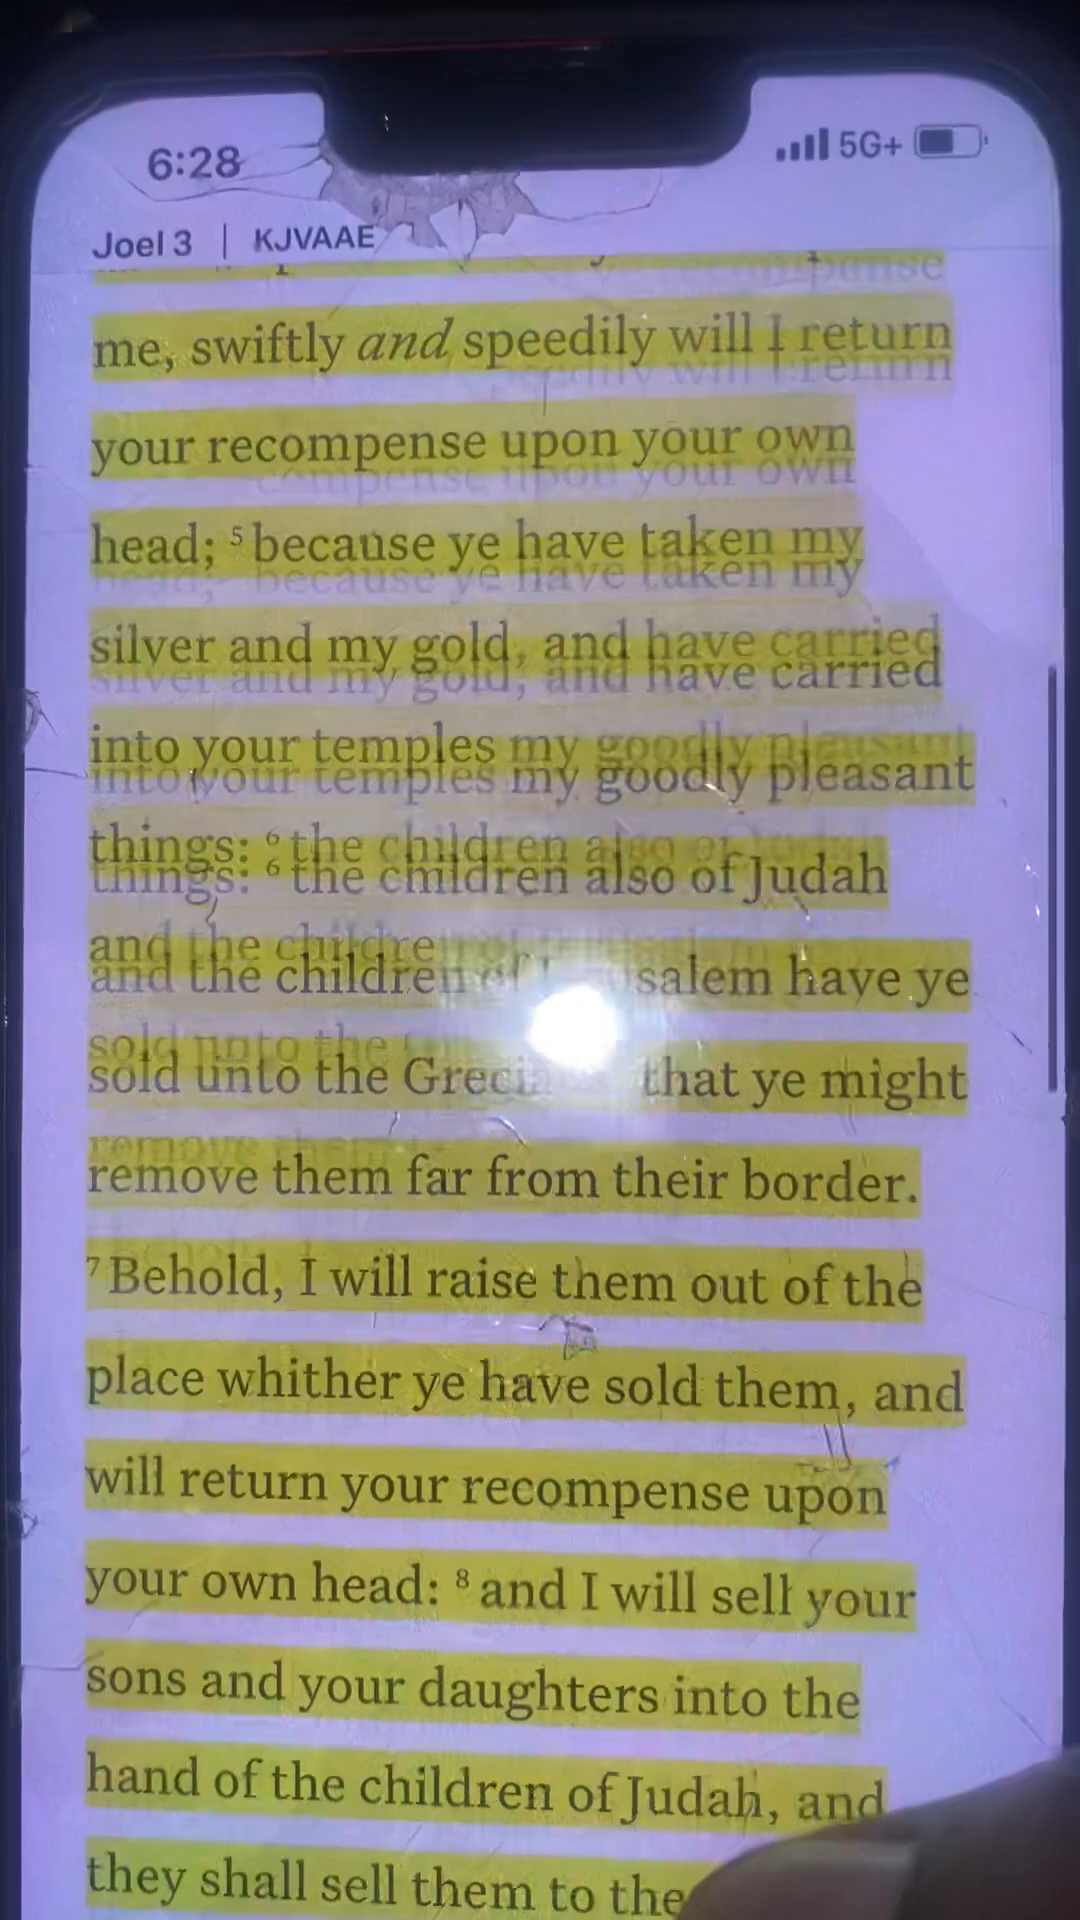 6:28
5G+
Joel 3 | KJVAAE
me, swiftly and speedily will I return
your recompense upon your own
head; 5 because ye have taken my
silver and my gold, and have carried
into your temples my goodly pleasant
things: 6 the children also of Judah
and the children of salem have ye
sold unto the that ye might
remove them far from their border.
7 Behold, I will raise them out of the
place whither ye have sold them, and
will return your recompense upon
your own head: 8 and I will sell your
sons and your daughters into the
hand of the children of Judah, and
they shall sell them to the